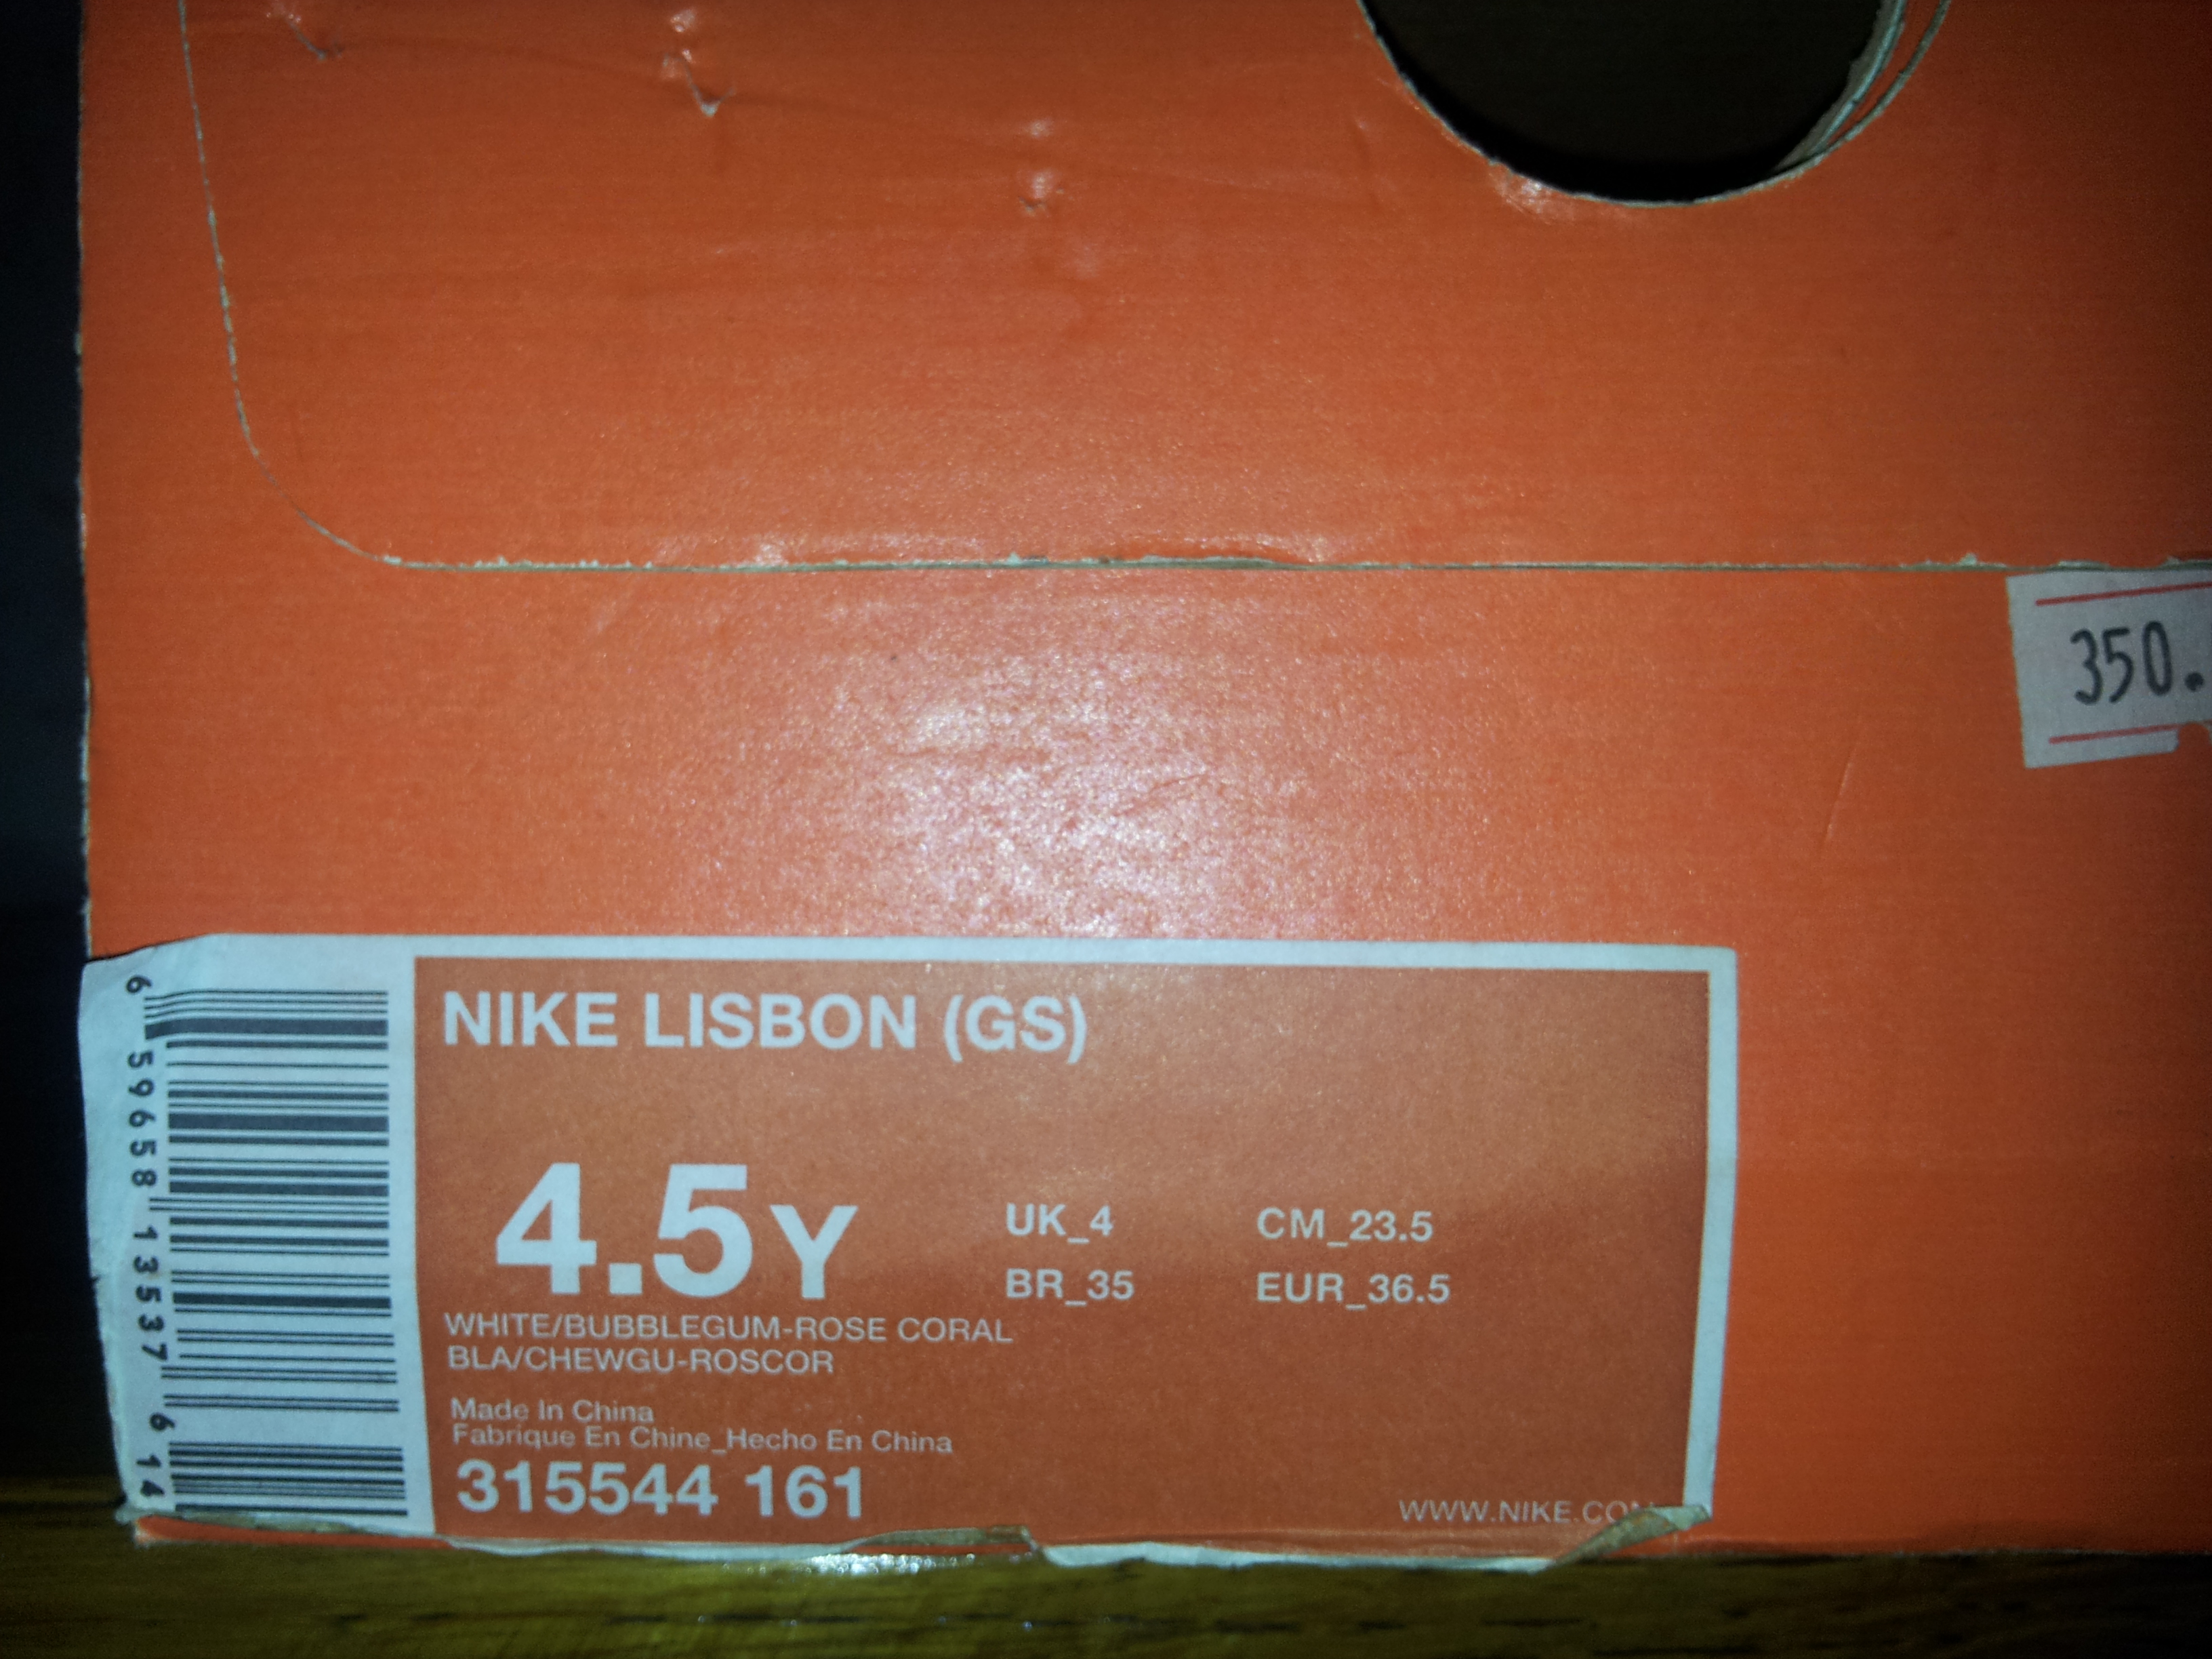 350.
NIKE LISBON (GS)
4.5Y
UK_4 CM_23.5
BR_35 EUR_36.5
WHITE/BUBBLEGUM-ROSE CORAL
BLA/CHEWGU-ROSCOR
Made In China
Fabrique En Chine_Hecho En China
315544 161
WWW.NIKE.COM
6 59658 13537 6 14